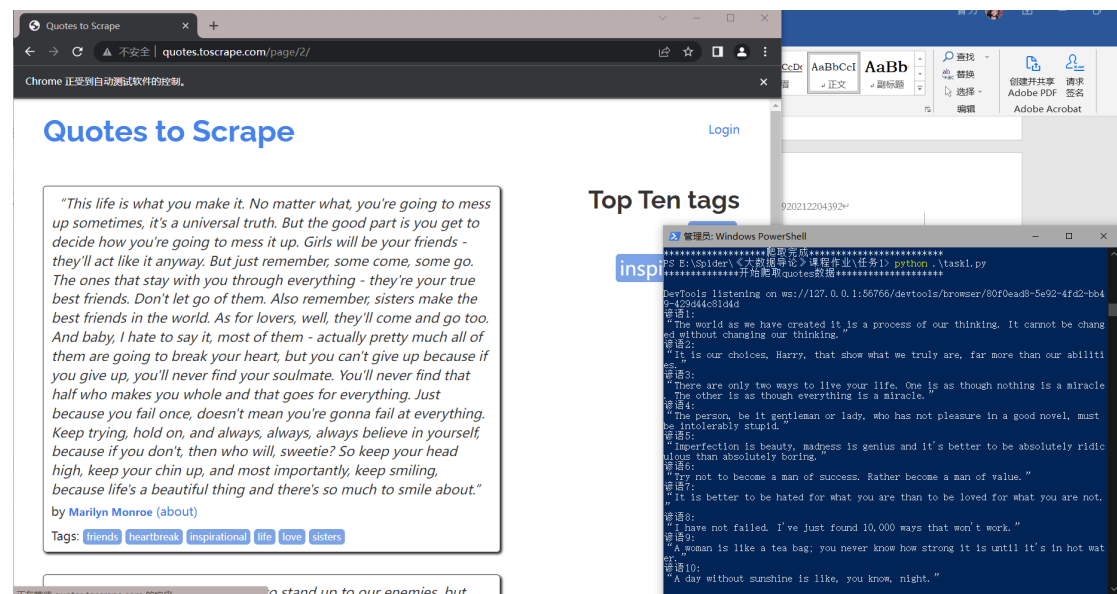 Quotes to Scrape
不安全 quotes.toscrape.com/page/2/
Chrome 正受到自动测试软件的控制。
Quotes to Scrape
Login
“This life is what you make it. No matter what, you're going to mess
up sometimes, it's a universal truth. But the good part is you get to
decide how you're going to mess it up. Girls will be your friends -
they'll act like it anyway. But just remember, some come, some go.
The ones that stay with you through everything - they're your true
best friends. Don't let go of them. Also remember, sisters make the
best friends in the world. As for lovers, well, they'll come and go too.
And baby, I hate to say it, most of them - actually pretty much all of
them are going to break your heart, but you can't give up because if
you give up, you'll never find your soulmate. You'll never find that
half who makes you whole and that goes for everything. Just
because you fail once, doesn't mean you're gonna fail at everything.
Keep trying, hold on, and always, always, always believe in yourself,
because if you don't, then who will, sweetie? So keep your head
high, keep your chin up, and most importantly, keep smiling,
because life's a beautiful thing and there's so much to smile about.”
by Marilyn Monroe (about)
Tags: friends heartbreak inspirational life love sisters
to stand up to our enemies, but
Top Ten tags
inspi
AaBbCcI AaBb
正文 副标题
查找
替换
选择
编辑
创建并共享 请求
Adobe PDF 签名
Adobe Acrobat
920212204392
管理员: Windows PowerShell
**************爬取完成*************************
PS E:\Spider\《大数据导论》课程作业\任务1> python .\task1.py
**************开始爬取quotes数据********************
DevTools listening on ws://127.0.0.1:56766/devtools/browser/80f0ead8-5e92-4fd2-bb4
9-429d44c81d4d
谚语1:
“The world as we have created it is a process of our thinking. It cannot be chang
ed without changing our thinking.”
谚语2:
“It is our choices, Harry, that show what we truly are, far more than our abiliti
es.”
谚语3:
“There are only two ways to live your life. One is as though nothing is a miracle
. The other is as though everything is a miracle.”
谚语4:
“The person, be it gentleman or lady, who has not pleasure in a good novel, must
be intolerably stupid.”
谚语5:
“Imperfection is beauty, madness is genius and it's better to be absolutely ridic
ulous than absolutely boring.”
谚语6:
“Try not to become a man of success. Rather become a man of value.”
谚语7:
“It is better to be hated for what you are than to be loved for what you are not.
”
谚语8:
“I have not failed. I've just found 10,000 ways that won't work.”
谚语9:
“A woman is like a tea bag; you never know how strong it is until it's in hot wat
er.”
谚语10:
“A day without sunshine is like, you know, night.”